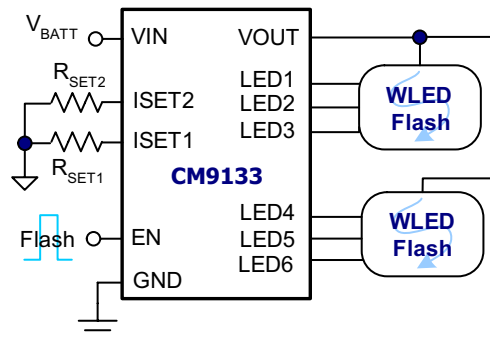 VBATT
VIN
VOUT
RSET2
ISET2
LED1
LED2
LED3
WLED
Flash
ISET1
RSET1
CM9133
LED4
LED5
LED6
WLED
Flash
Flash
EN
GND